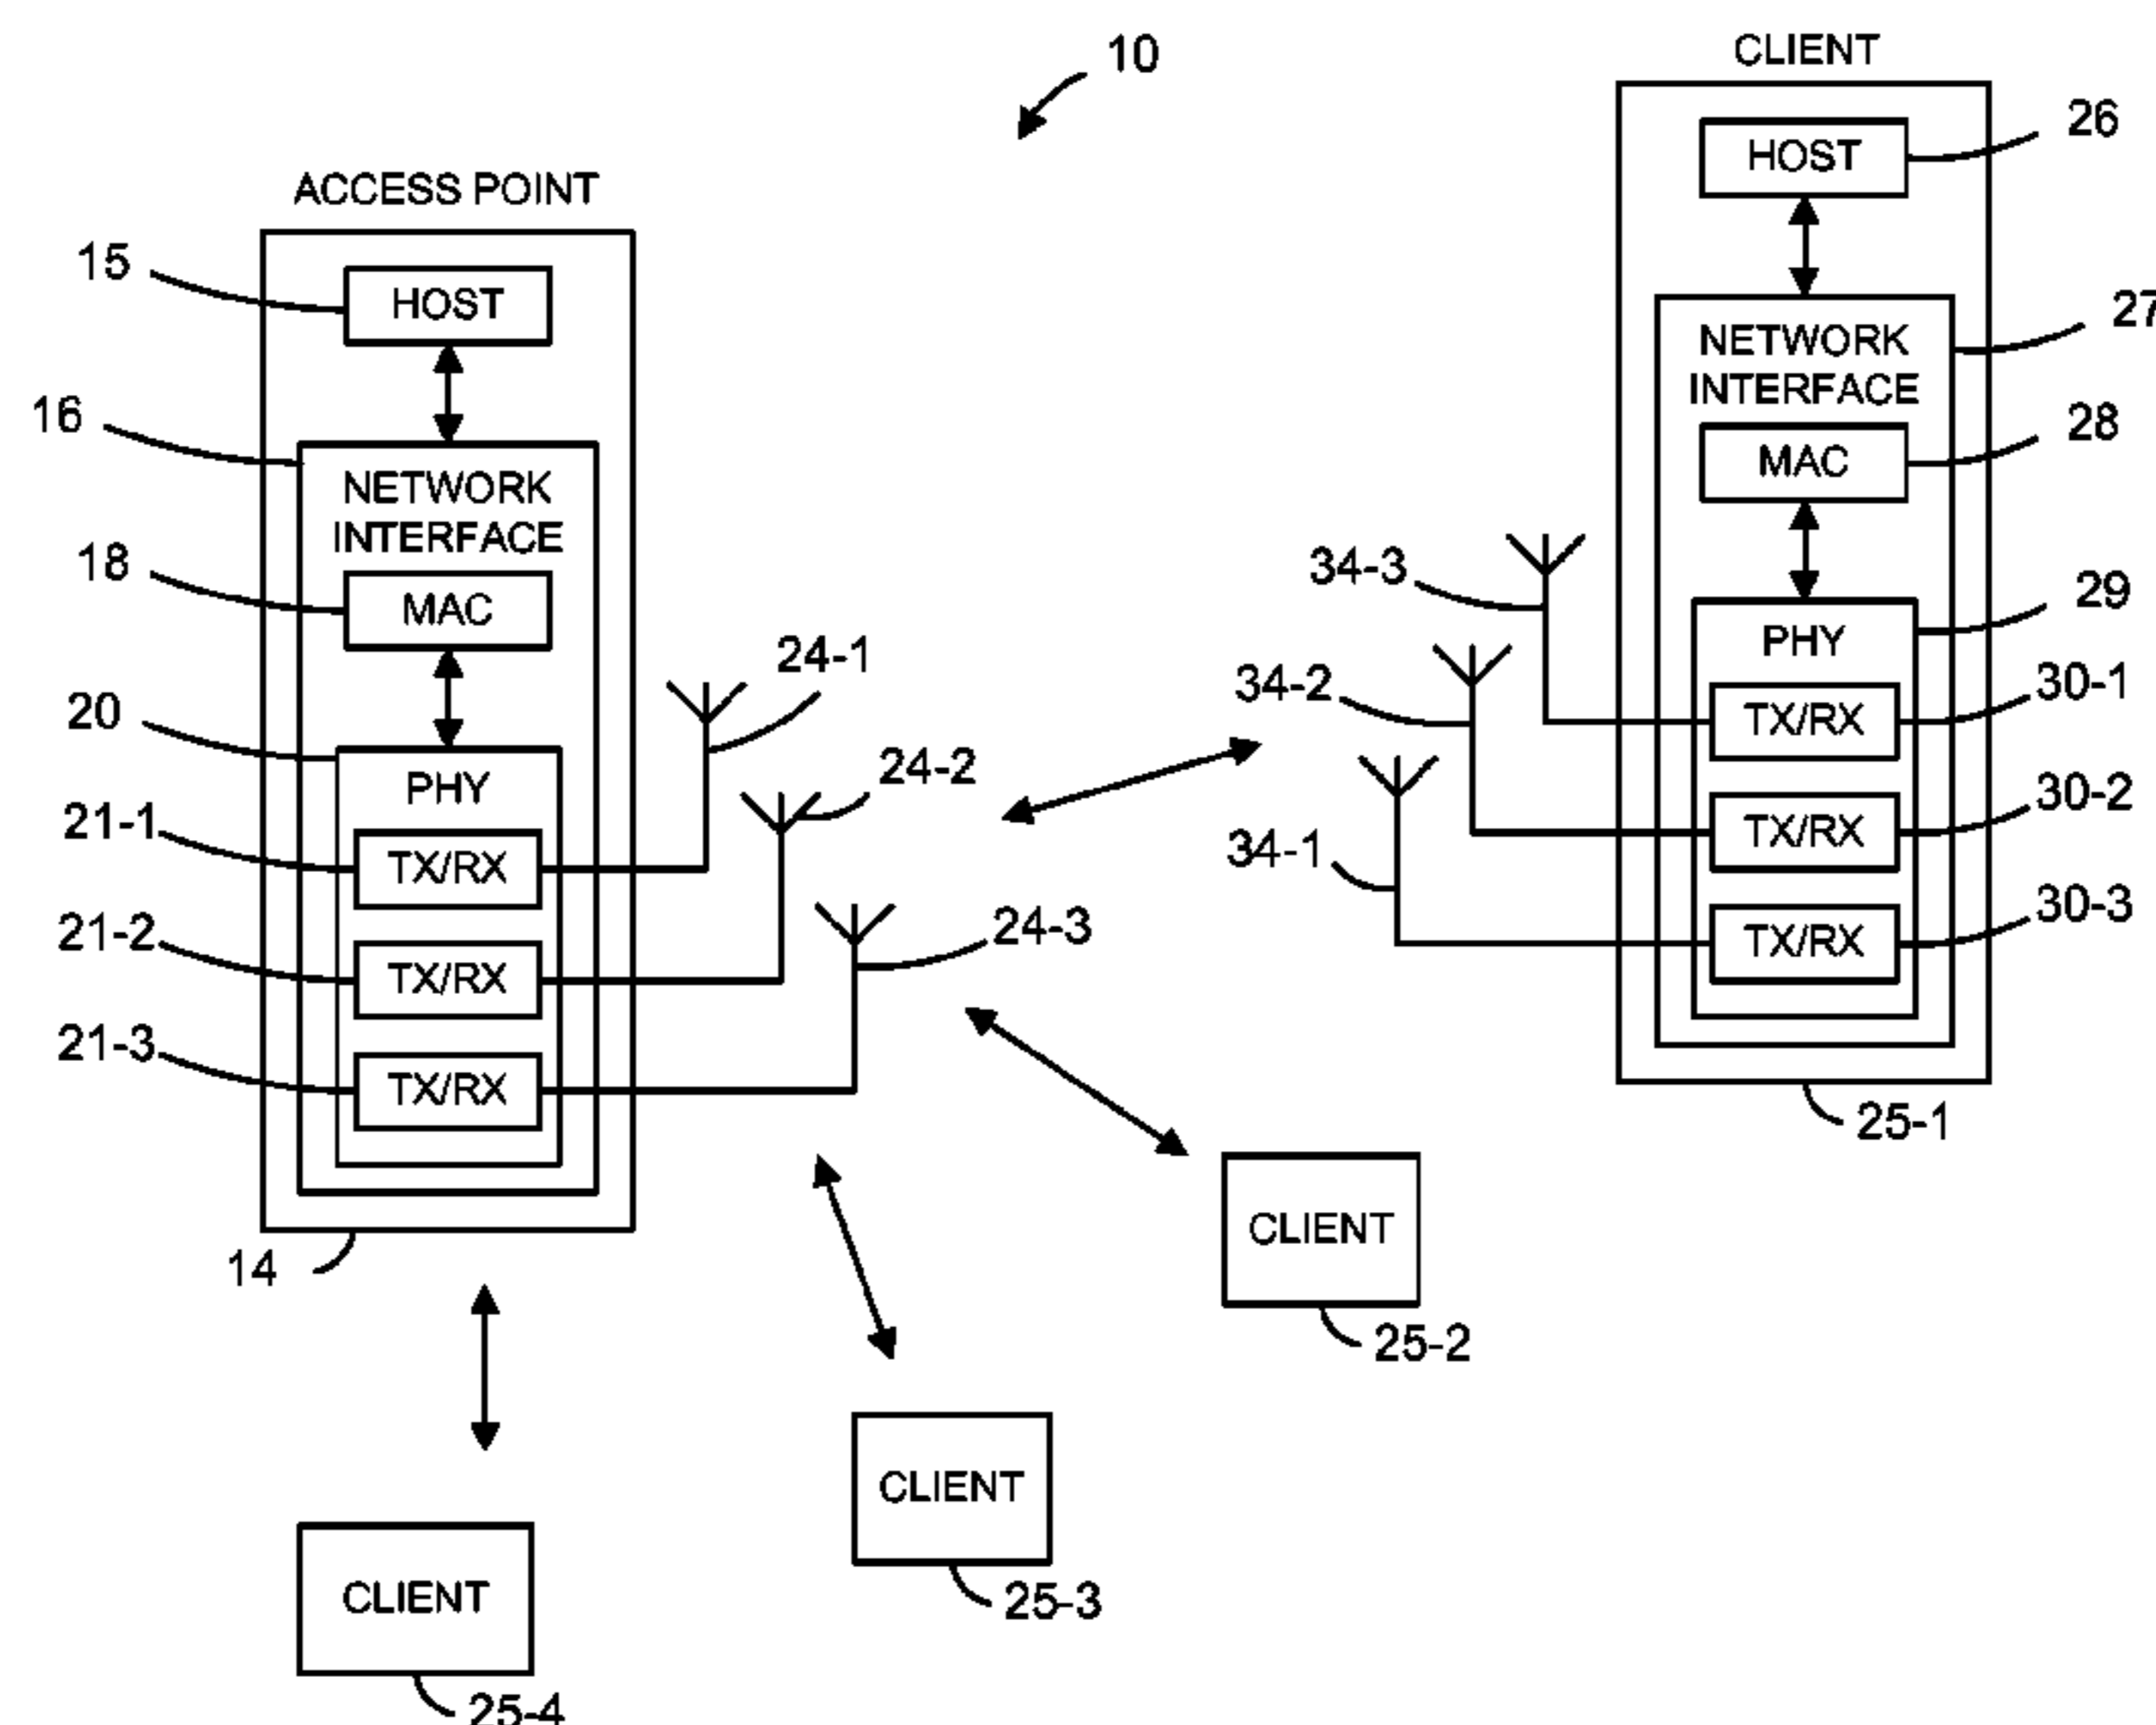 10
ACCESS POINT
15
HOST
16
NETWORK
INTERFACE
18
MAC
20
PHY
21-1
TX/RX
21-2
TX/RX
21-3
TX/RX
14
24-1
24-2
24-3
CLIENT
26
HOST
27
NETWORK
INTERFACE
28
MAC
29
PHY
34-3
30-1
TX/RX
34-2
30-2
TX/RX
34-1
30-3
TX/RX
25-1
CLIENT
25-2
CLIENT
25-3
CLIENT
25-4